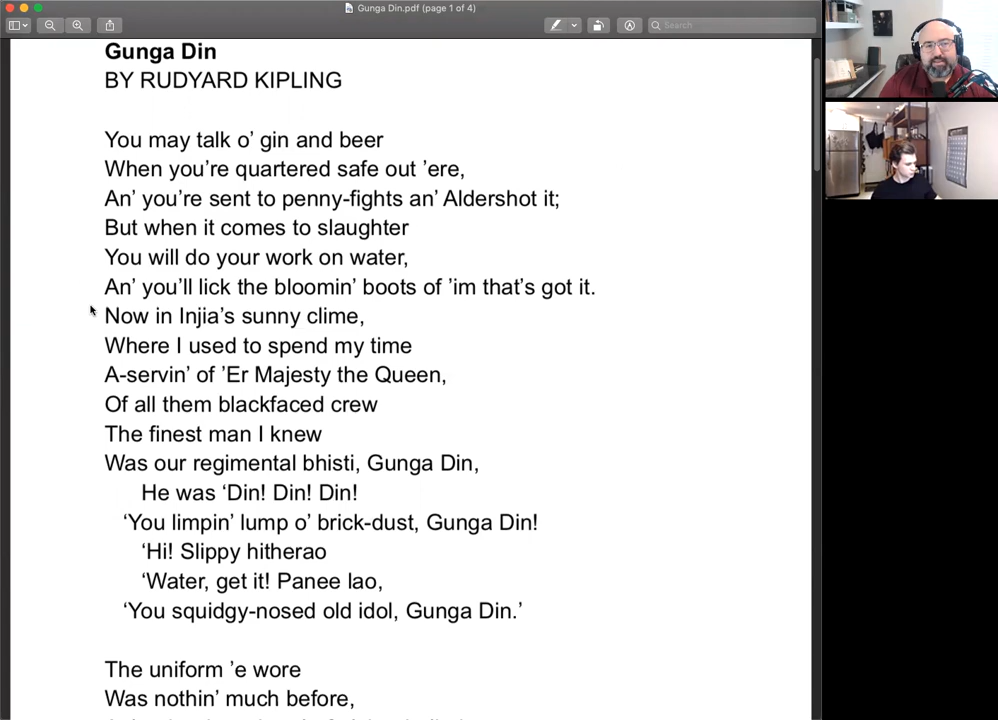 Gunga Din.pdf (page 1 of 4)
Search
Gunga Din
BY RUDYARD KIPLING
You may talk o’ gin and beer
When you’re quartered safe out ’ere,
An’ you’re sent to penny-fights an’ Aldershot it;
But when it comes to slaughter
You will do your work on water,
An’ you’ll lick the bloomin’ boots of ’im that’s got it.
Now in Injia’s sunny clime,
Where I used to spend my time
A-servin’ of ’Er Majesty the Queen,
Of all them blackfaced crew
The finest man I knew
Was our regimental bhisti, Gunga Din,
He was ‘Din! Din! Din!
‘You limpin’ lump o’ brick-dust, Gunga Din!
‘Hi! Slippy hitherao
‘Water, get it! Panee lao,
‘You squidgy-nosed old idol, Gunga Din.’
The uniform ’e wore
Was nothin’ much before,